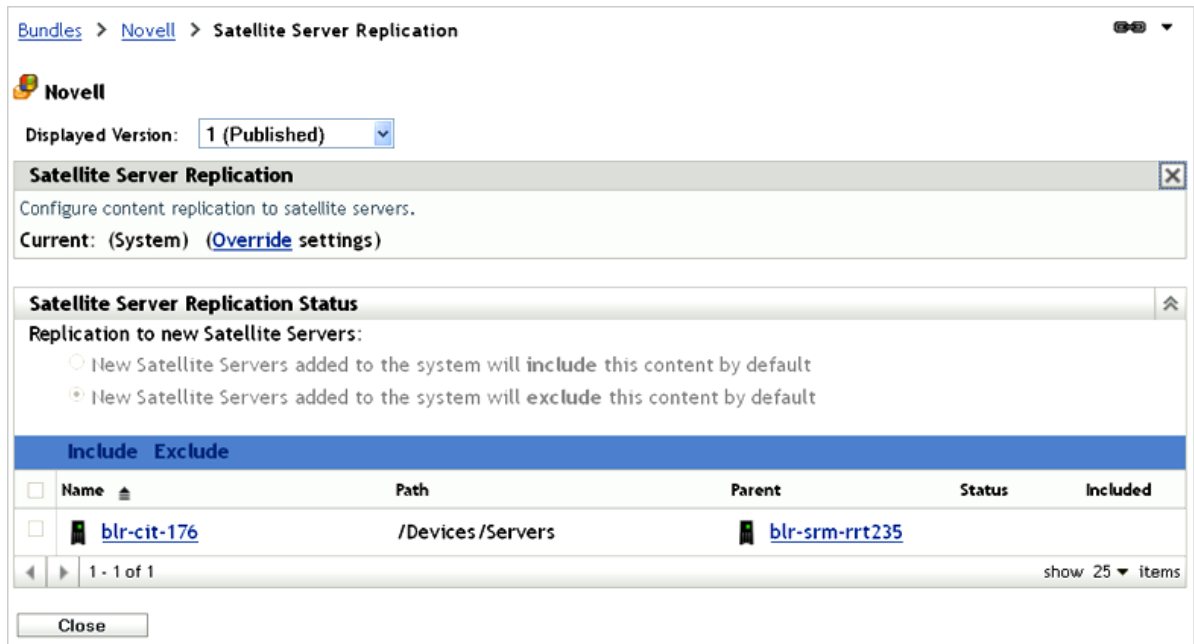 Bundles > Novell > Satellite Server Replication
Novell
Displayed Version: 1 (Published)
Satellite Server Replication
Configure content replication to satellite servers.
Current: (System) (Override settings)
Satellite Server Replication Status
Replication to new Satellite Servers:
New Satellite Servers added to the system will include this content by default
New Satellite Servers added to the system will exclude this content by default
Include Exclude
Name Path Parent Status Included
blr-cit-176 /Devices/Servers blr-srm-rrt235
1 - 1 of 1 show 25 items
Close